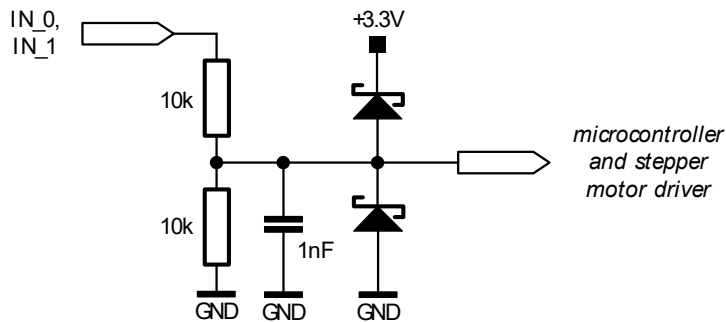 IN_0,
IN_1
+3.3V
10k
microcontroller
and stepper
motor driver
10k
1nF
GND
GND
GND